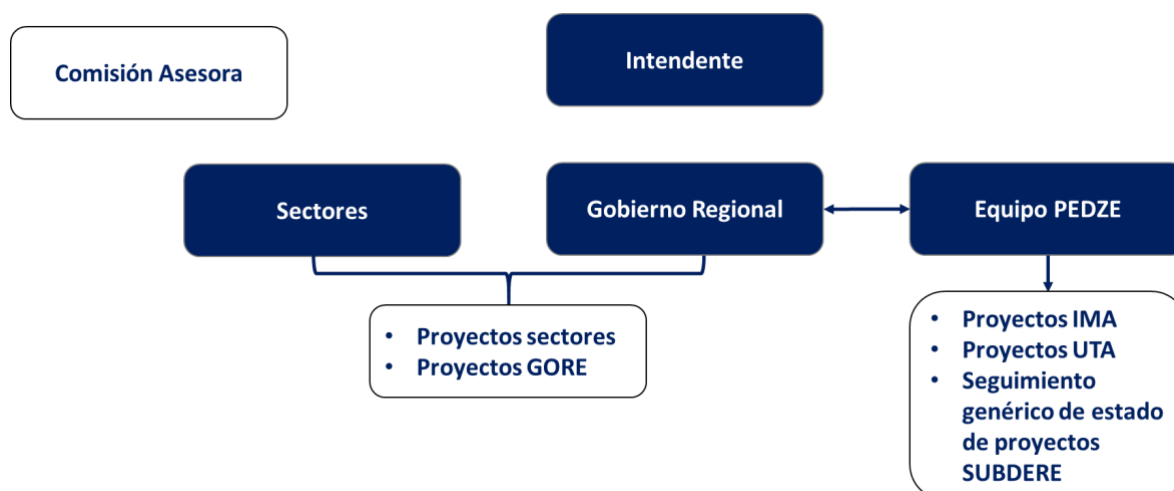 Comisión Asesora
Intendente
Sectores
Gobierno Regional
Equipo PEDZE
• Proyectos sectores
• Proyectos GORE
• Proyectos IMA
• Proyectos UTA
• Seguimiento
genérico de estado
de proyectos
SUBDERE